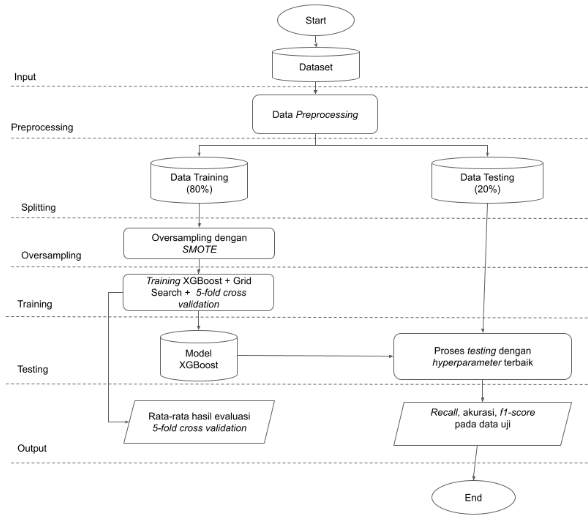 Start
Dataset
Input
Data Preprocessing
Preprocessing
Data Training
(80%)
Data Testing
(20%)
Splitting
Oversampling dengan
SMOTE
Oversampling
Training XGBoost + Grid
Search + 5-fold cross
validation
Training
Model
XGBoost
Proses testing dengan
hyperparameter terbaik
Testing
Rata-rata hasil evaluasi
5-fold cross validation
Recall, akurasi, f1-score
pada data uji
Output
End